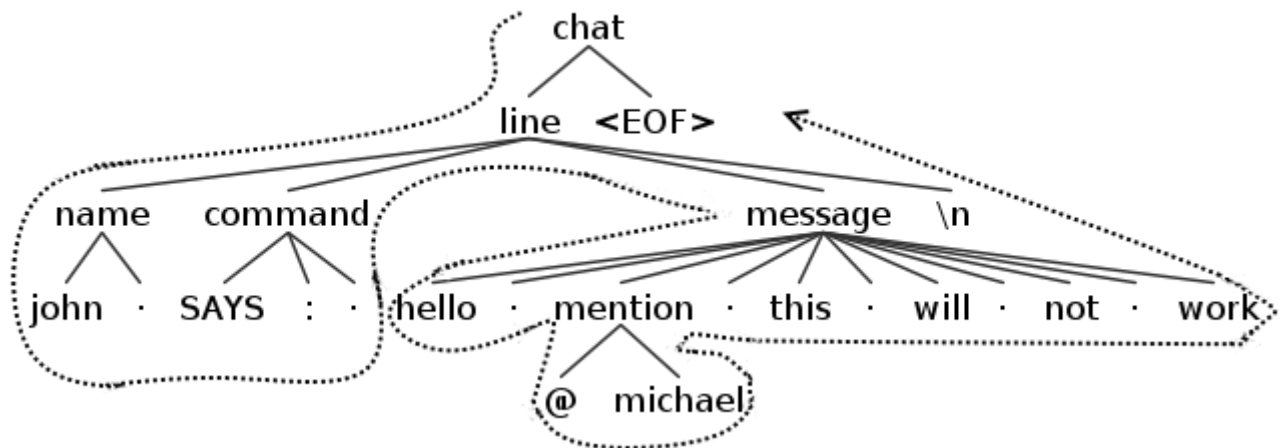 chat
line <EOF>
name command message \n
john · SAYS : · hello · mention · this · will · not · work
@ michael